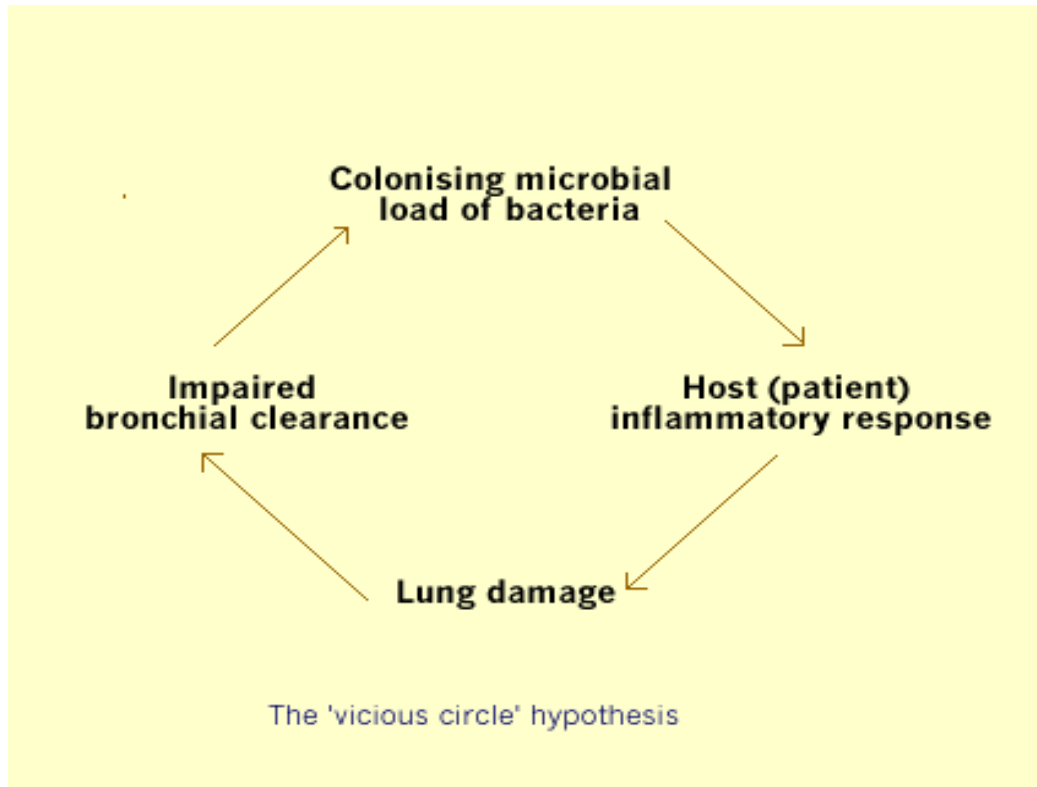 Colonising microbial
load of bacteria
Impaired
bronchial clearance
Host (patient)
inflammatory response
Lung damage
The 'vicious circle' hypothesis